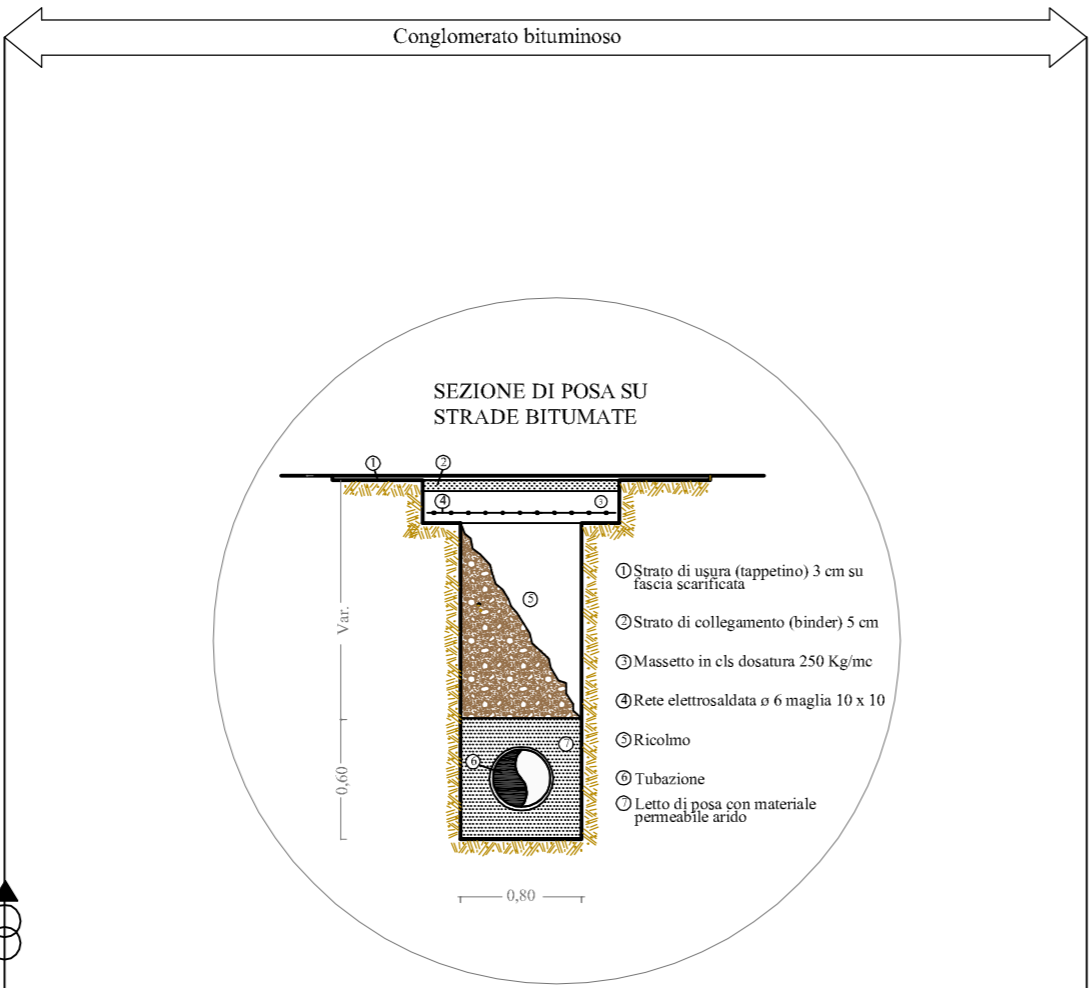 Conglomerato bituminoso
SEZIONE DI POSA SU
STRADE BITUMATE
1
2
4
3
5
7
6
Var.
0,60
0,80
1 Strato di usura (tappetino) 3 cm su
fascia scarificata
2 Strato di collegamento (binder) 5 cm
3 Massetto in cls dosatura 250 Kg/mc
4 Rete elettrosaldata ø 6 maglia 10 x 10
5 Ricolmo
6 Tubazione
7 Letto di posa con materiale
permeabile arido